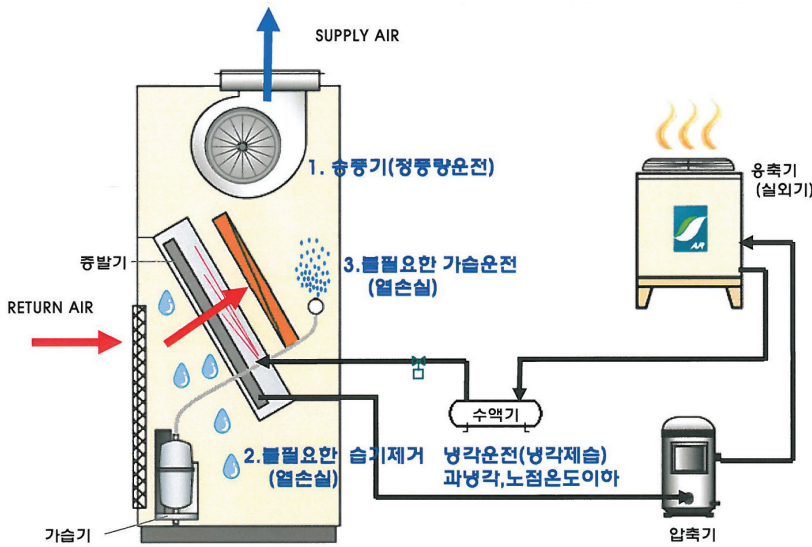 SUPPLY AIR
1. 송풍기(정풍량운전)
응축기
(실외기)
AIR
증발기
3.불필요한 가습운전
(열손실)
RETURN AIR
수액기
2.불필요한 습기제거
(열손실)
냉각운전(냉각제습)
과냉각,노점온도이하
가습기
압축기